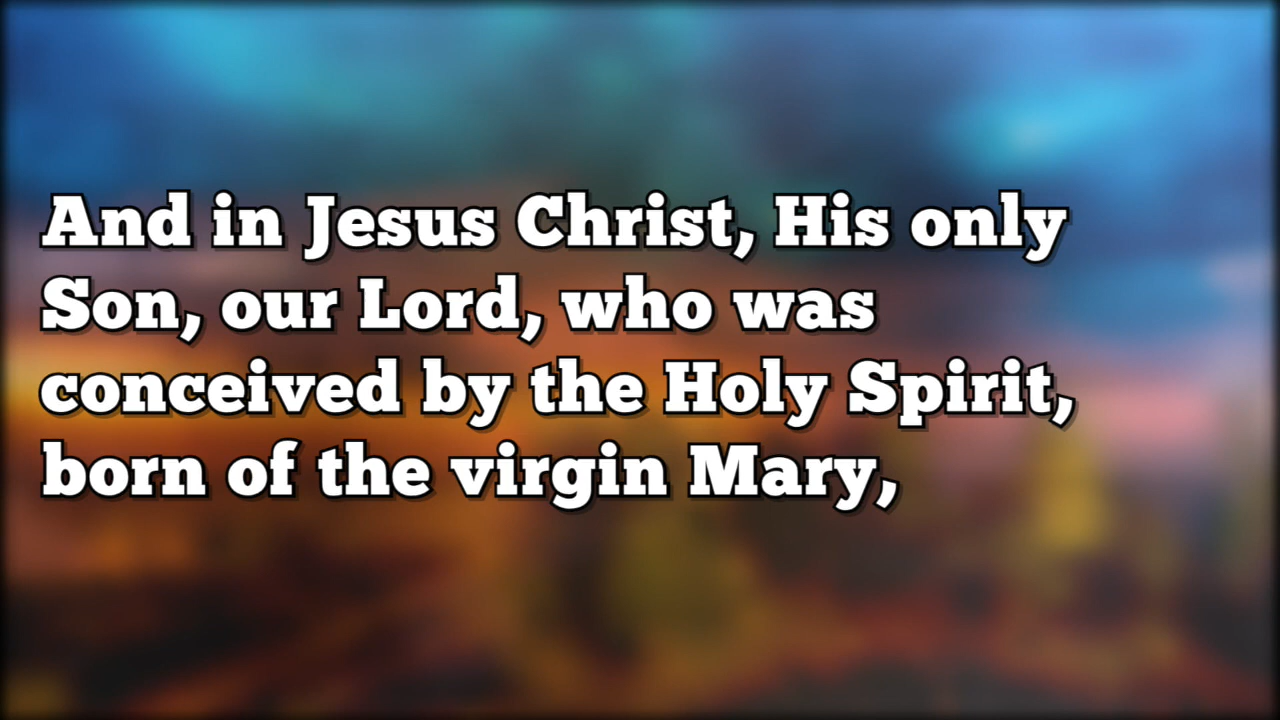 And in Jesus Christ, His only
Son, our Lord, who was
conceived by the Holy Spirit,
born of the virgin Mary,